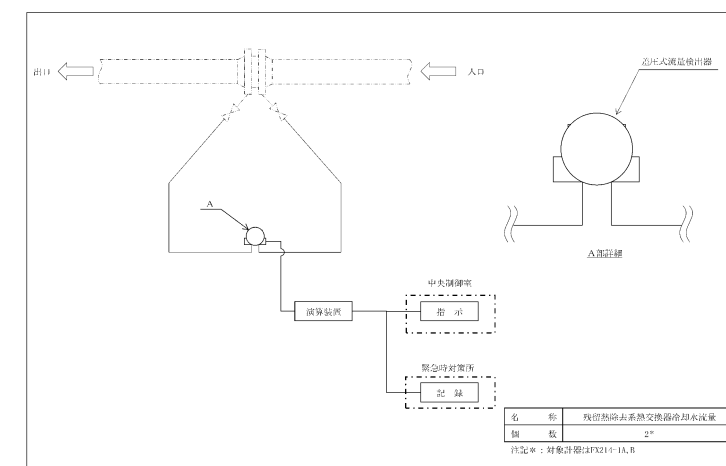 出口
入口
差圧式流量検出器
A
A部詳細
中央制御室
演算装置
指 示
緊急時対策所
記 録
名 称 残留熱除去系熱交換器冷却水流量
個 数 2*
注記*:対象計器はFX214-1A,B